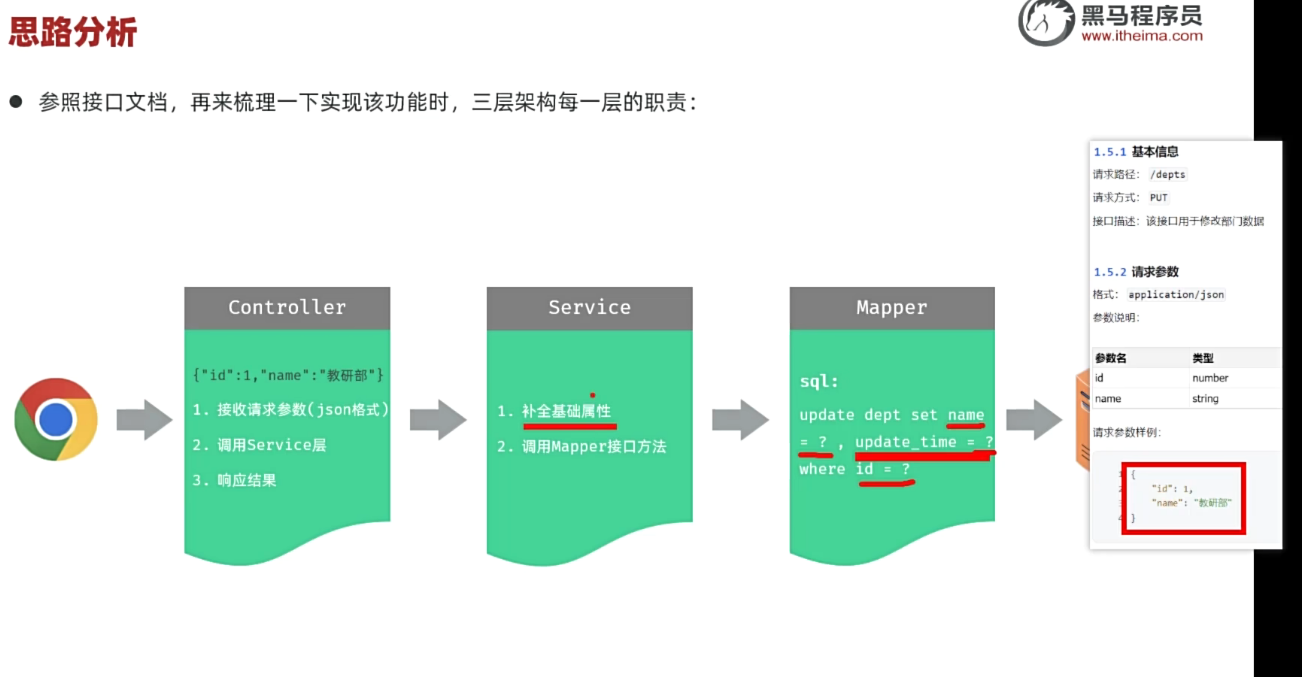 思路分析
黑马程序员
www.itheima.com
● 参照接口文档，再来梳理一下实现该功能时，三层架构每一层的职责：
Controller
{"id":1,"name":"教研部"}
1. 接收请求参数(json格式)
2. 调用Service层
3. 响应结果
Service
1. 补全基础属性
2. 调用Mapper接口方法
Mapper
sql:
update dept set name
= ? , update_time = ?
where id = ?
1.5.1 基本信息
请求路径： /depts
请求方式： PUT
接口描述：该接口用于修改部门数据
1.5.2 请求参数
格式： application/json
参数说明：
参数名 类型
id number
name string
请求参数样例：
{
"id": 1,
"name": "教研部"
}